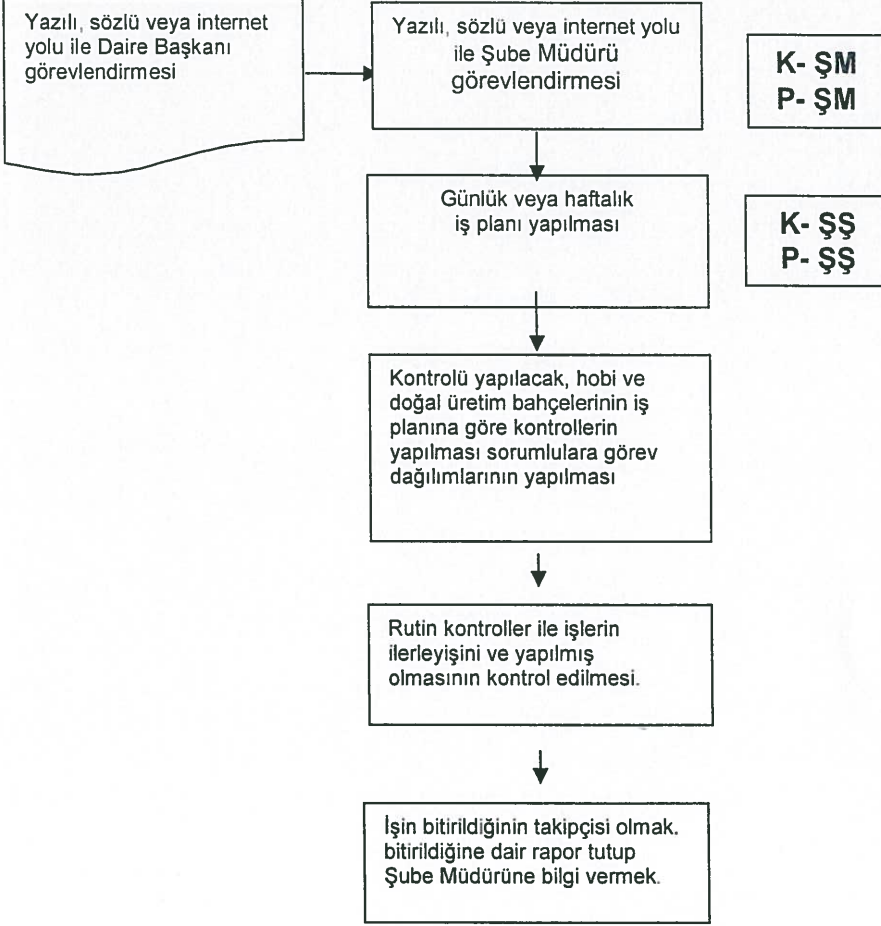 Yazılı, sözlü veya internet
yolu ile Daire Başkanı
görevlendirmesi
Yazılı, sözlü veya internet yolu
ile Şube Müdürü
görevlendirmesi
K- ŞM
P- ŞM
Günlük veya haftalık
iş planı yapılması
K- ŞŞ
P- ŞŞ
Kontrolü yapılacak, hobi ve
doğal üretim bahçelerinin iş
planına göre kontrollerin
yapılması sorumlulara görev
dağılımlarının yapılması
Rutin kontroller ile işlerin
ilerleyişini ve yapılmış
olmasının kontrol edilmesi.
İşin bitirildiğinin takipçisi olmak.
bitirildiğine dair rapor tutup
Şube Müdürüne bilgi vermek.